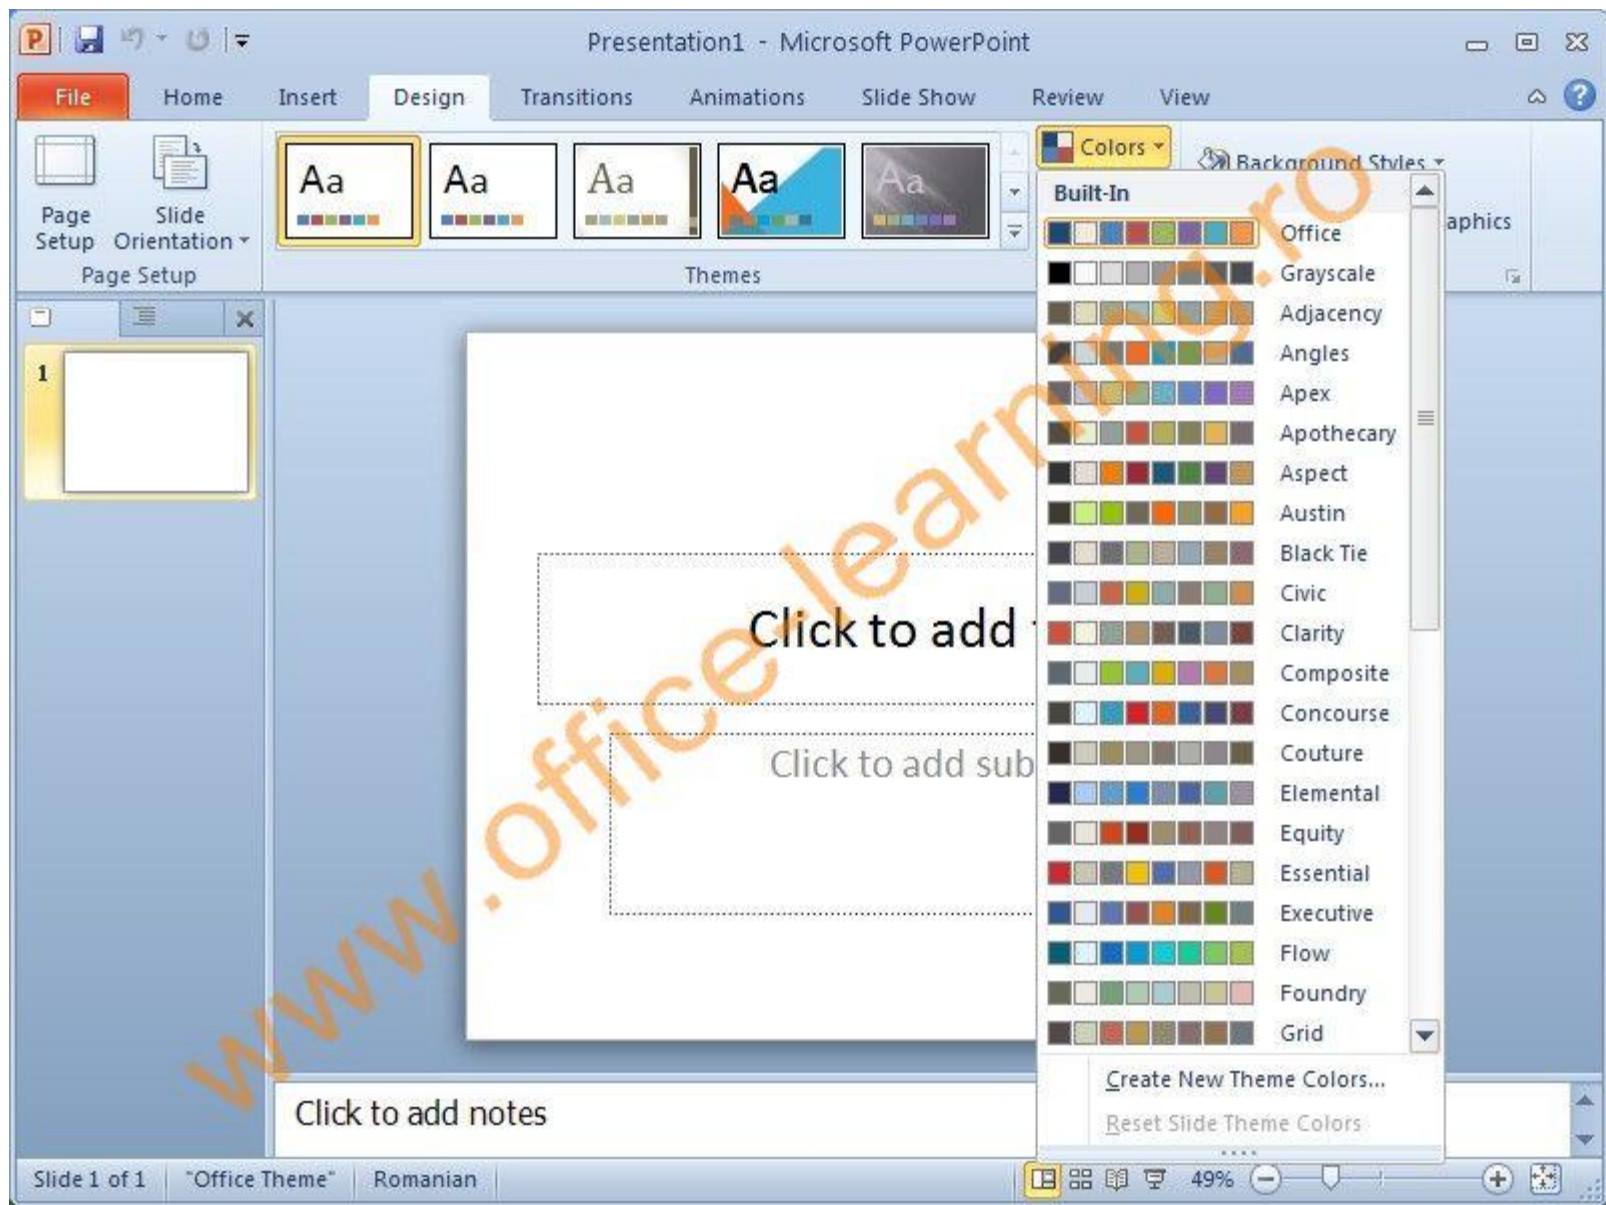 Presentation1 - Microsoft PowerPoint
File Home Insert Design Transitions Animations Slide Show Review View
Page Setup
Slide Orientation
Page Setup
Aa Aa Aa Aa Aa
Themes
Colors
Background Styles
aphics
Built-In
Office
Grayscale
Adjacency
Angles
Apex
Apothecary
Aspect
Austin
Black Tie
Civic
Clarity
Composite
Concourse
Couture
Elemental
Equity
Essential
Executive
Flow
Foundry
Grid
Create New Theme Colors...
Reset Slide Theme Colors
1
Click to add
Click to add sub
Click to add notes
Slide 1 of 1 "Office Theme" Romanian 49%
www.office-learning.ro